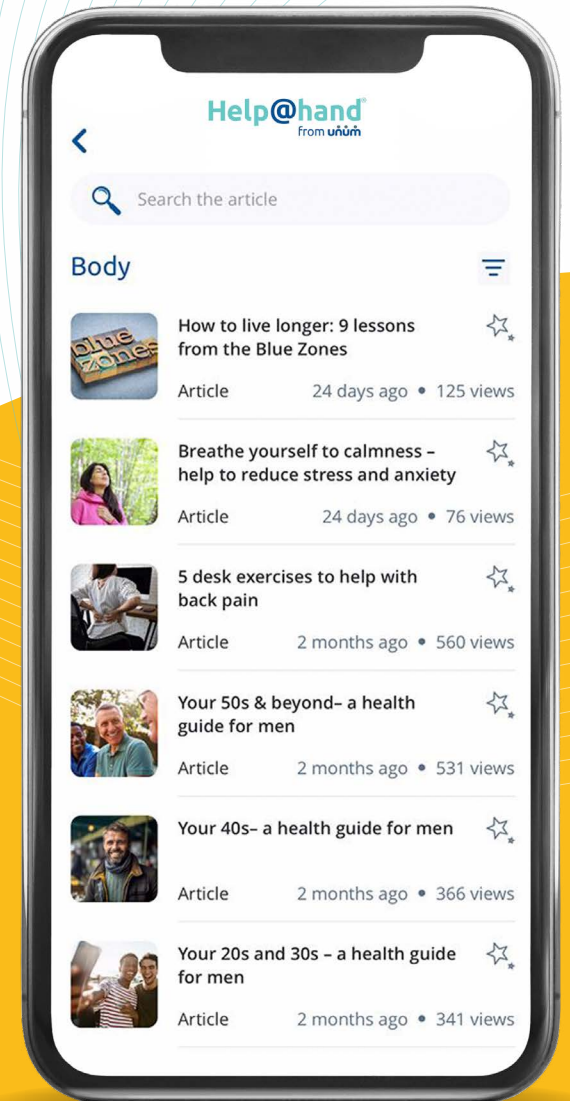 Help@hand®
from unum
Search the article
Body
blue
zones
How to live longer: 9 lessons
from the Blue Zones
Article 24 days ago • 125 views
Breathe yourself to calmness –
help to reduce stress and anxiety
Article 24 days ago • 76 views
5 desk exercises to help with
back pain
Article 2 months ago • 560 views
Your 50s & beyond– a health
guide for men
Article 2 months ago • 531 views
Your 40s– a health guide for men
Article 2 months ago • 366 views
Your 20s and 30s – a health guide
for men
Article 2 months ago • 341 views